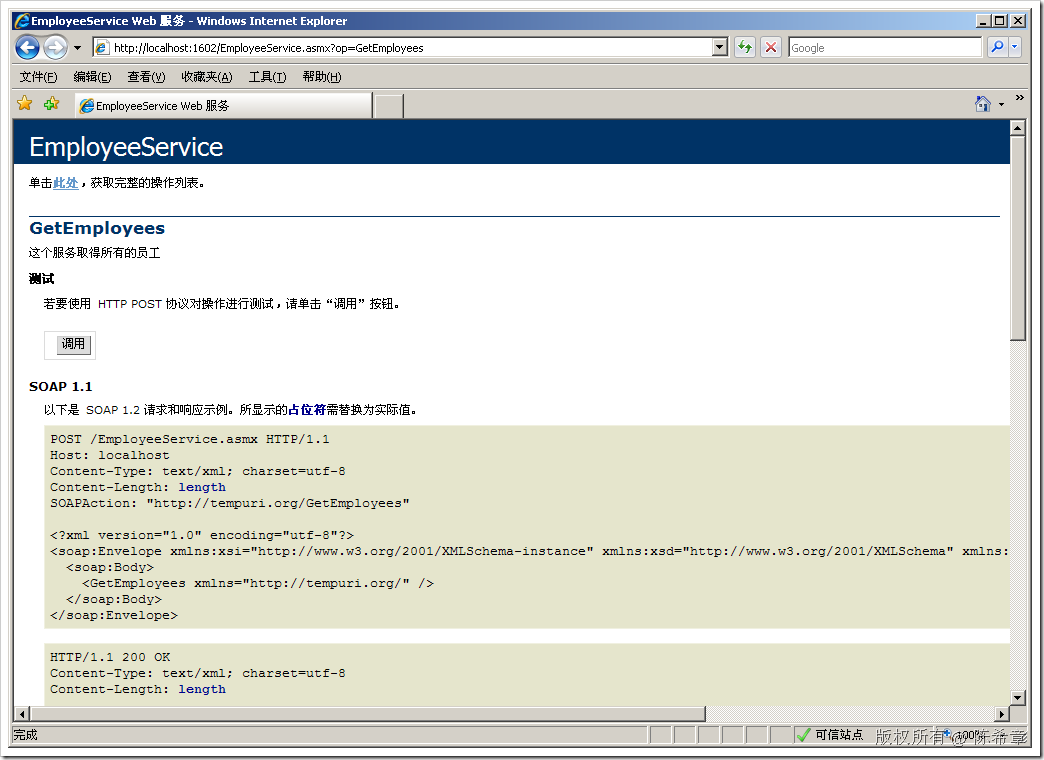 EmployeeService Web 服务 - Windows Internet Explorer
http://localhost:1602/EmployeeService.asmx?op=GetEmployees
Google
文件(F) 编辑(E) 查看(V) 收藏夹(A) 工具(T) 帮助(H)
EmployeeService Web 服务
EmployeeService
单击此处，获取完整的操作列表。
GetEmployees
这个服务取得所有的员工
测试
若要使用 HTTP POST 协议对操作进行测试，请单击“调用”按钮。
调用
SOAP 1.1
以下是 SOAP 1.2 请求和响应示例。所显示的占位符需替换为实际值。
POST /EmployeeService.asmx HTTP/1.1
Host: localhost
Content-Type: text/xml; charset=utf-8
Content-Length: length
SOAPAction: "http://tempuri.org/GetEmployees"
<?xml version="1.0" encoding="utf-8"?>
<soap:Envelope xmlns:xsi="http://www.w3.org/2001/XMLSchema-instance" xmlns:xsd="http://www.w3.org/2001/XMLSchema" xmlns:
<soap:Body>
<GetEmployees xmlns="http://tempuri.org/" />
</soap:Body>
</soap:Envelope>
HTTP/1.1 200 OK
Content-Type: text/xml; charset=utf-8
Content-Length: length
完成
可信站点
100%
版权所有 @ 陈希章